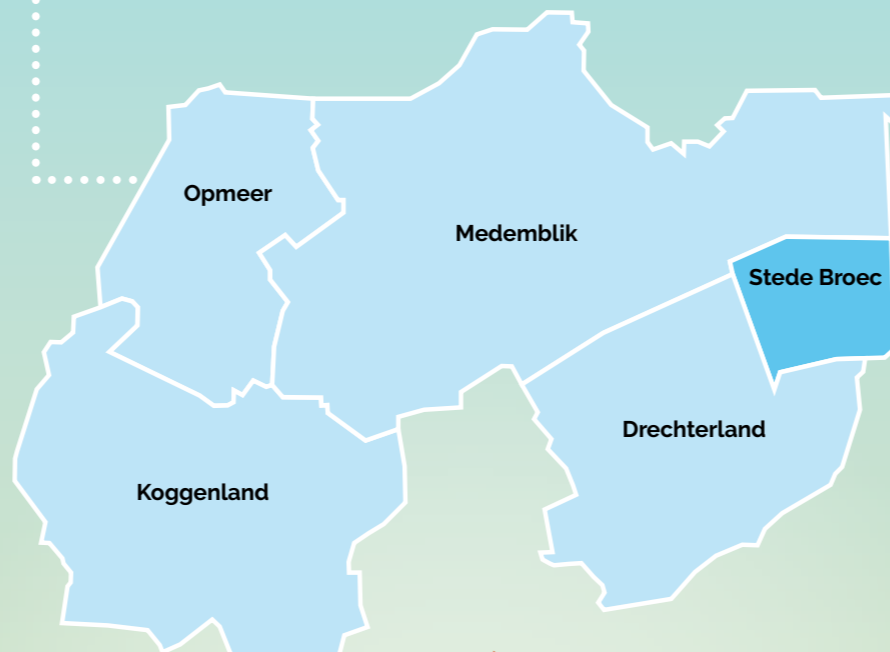 Opmeer
Medemblik
Stede Broec
Drechterland
Koggenland